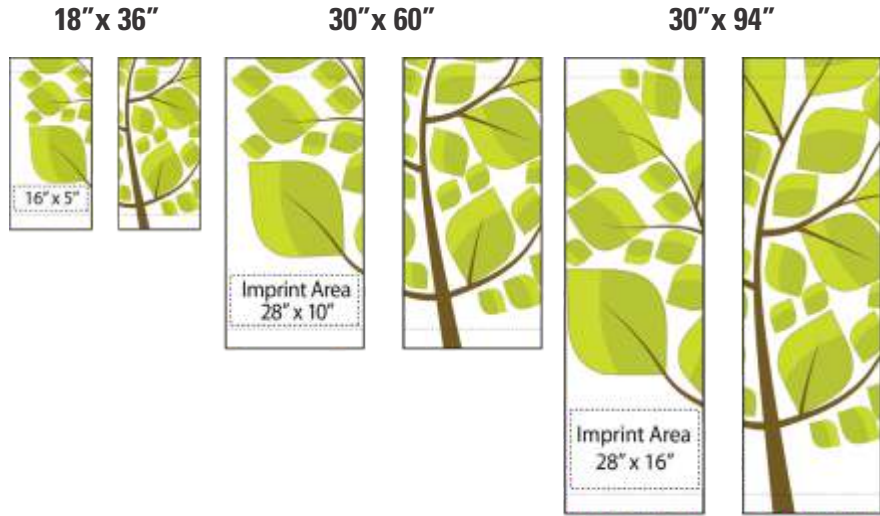 18”x 36”
30”x 60”
30”x 94”
16” x 5”
Imprint Area
28” x 10”
Imprint Area
28” x 16”